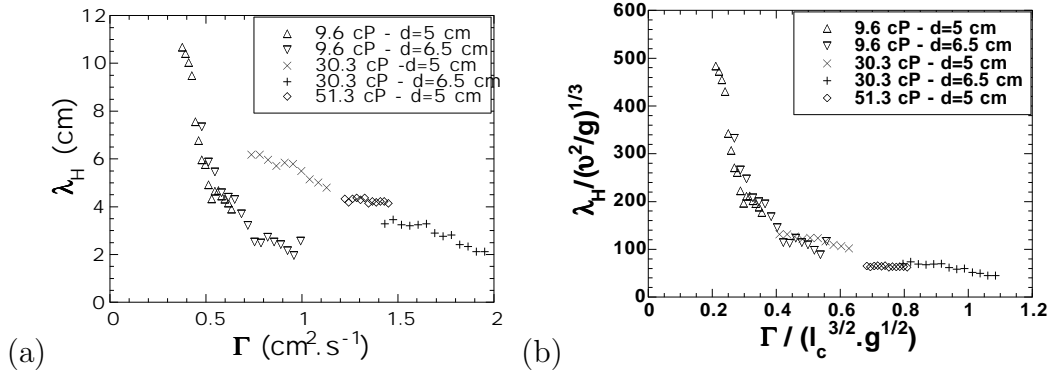 (a)
12
10
8
6
4
2
0
λH (cm)
0
0.5
1
1.5
2
Γ (cm².s⁻¹)
9.6 cP - d=5 cm
9.6 cP - d=6.5 cm
30.3 cP -d=5 cm
30.3 cP - d=6.5 cm
51.3 cP - d=5 cm
(b)
600
500
400
300
200
100
0
λH/(υ²/g)^1/3
0
0.2
0.4
0.6
0.8
1
1.2
Γ / (lc^3/2.g^1/2)
9.6 cP - d=5 cm
9.6 cP - d=6.5 cm
30.3 cP - d=5 cm
30.3 cP - d=6.5 cm
51.3 cP - d=5 cm